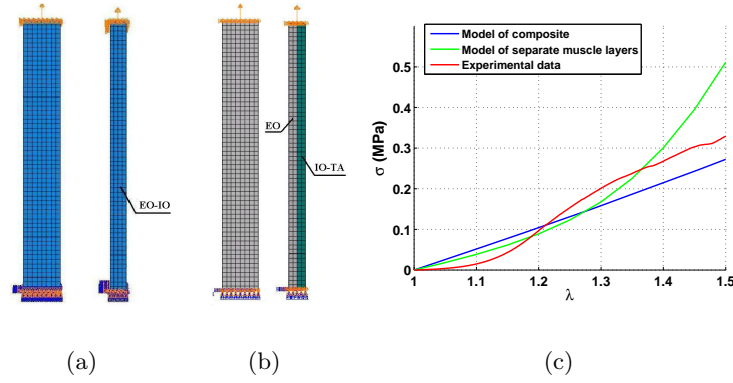 EO-IO
EO
IO-TA
Model of composite
Model of separate muscle layers
Experimental data
σ (MPa)
0.5
0.4
0.3
0.2
0.1
0
1
1.1
1.2
1.3
1.4
1.5
λ
(a)
(b)
(c)